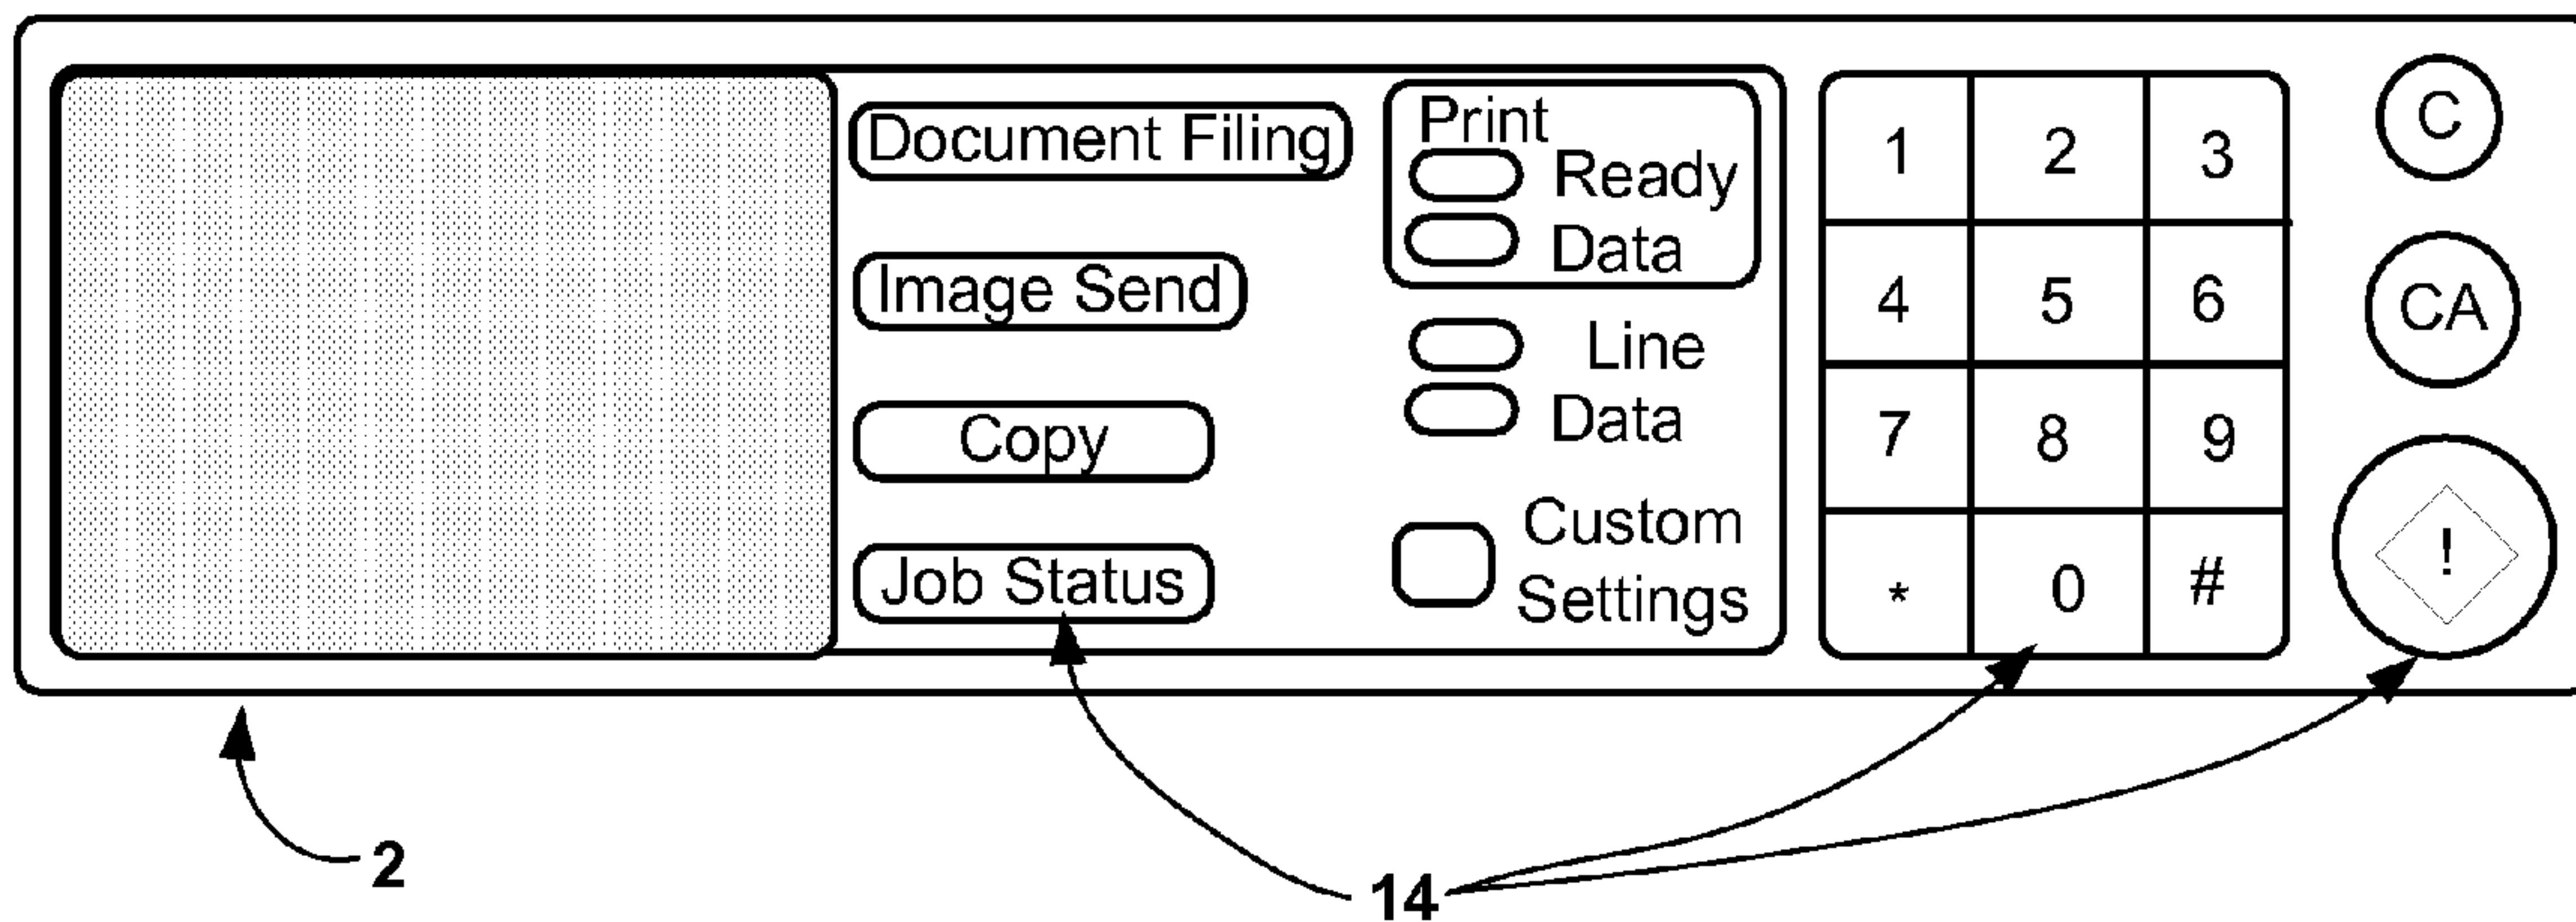 Document Filing
Image Send
Copy
Job Status
Print
Ready
Data
Line
Data
Custom
Settings
1 2 3
4 5 6
7 8 9
* 0 #
C
CA
!
2
14